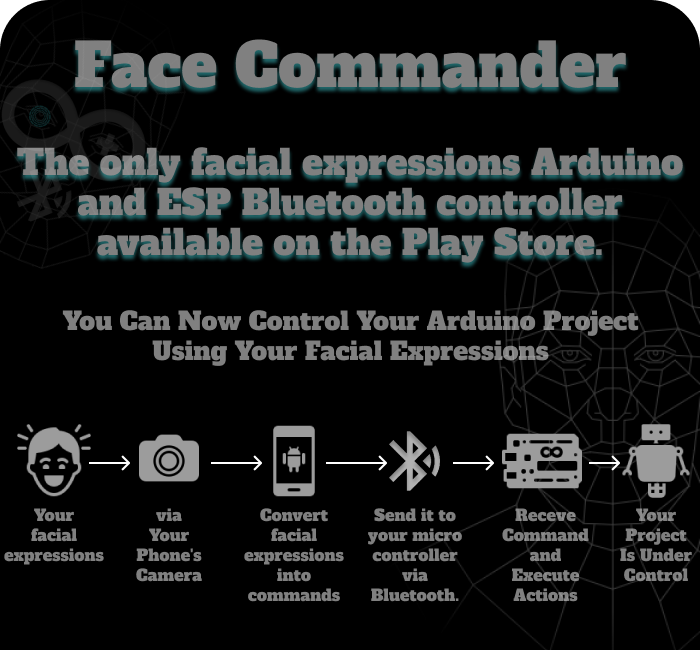 Face Commander
The only facial expressions Arduino
and ESP Bluetooth controller
available on the Play Store.
You Can Now Control Your Arduino Project
Using Your Facial Expressions
Your
facial
expressions
via
Your
Phone's
Camera
Convert
facial
expressions
into
commands
Send it to
your micro
controller
via
Bluetooth.
Receve
Command
and
Execute
Actions
Your
Project
Is Under
Control